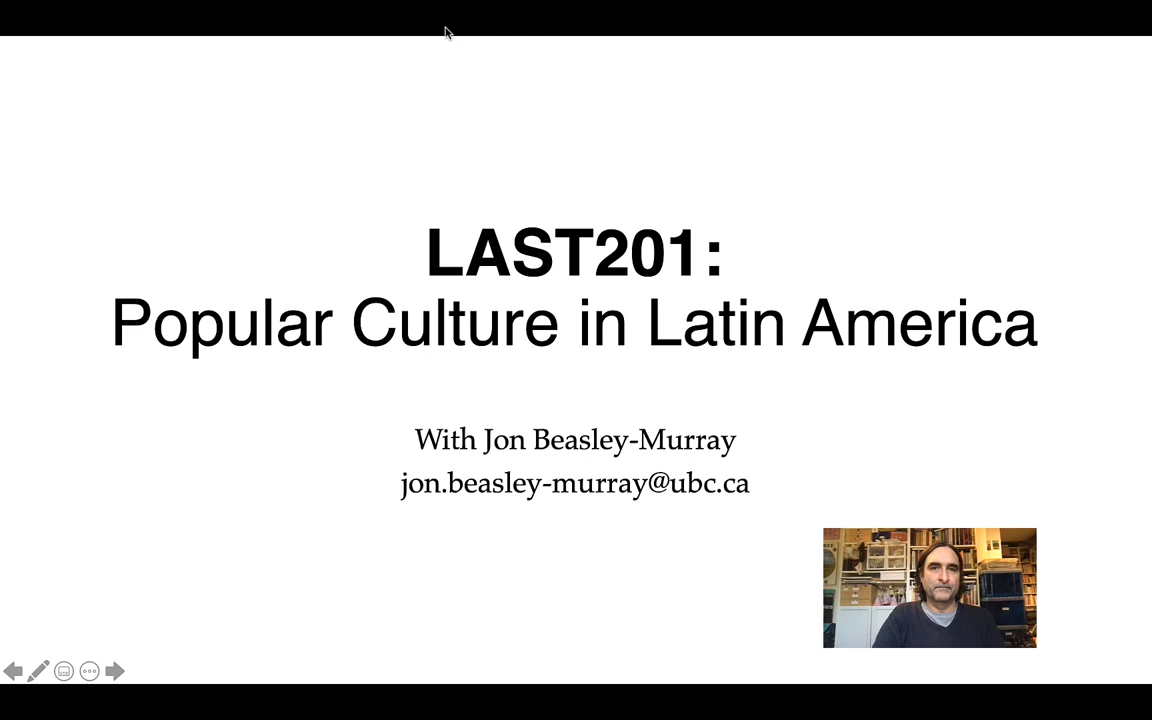 LAST201:
Popular Culture in Latin America
With Jon Beasley-Murray
jon.beasley-murray@ubc.ca